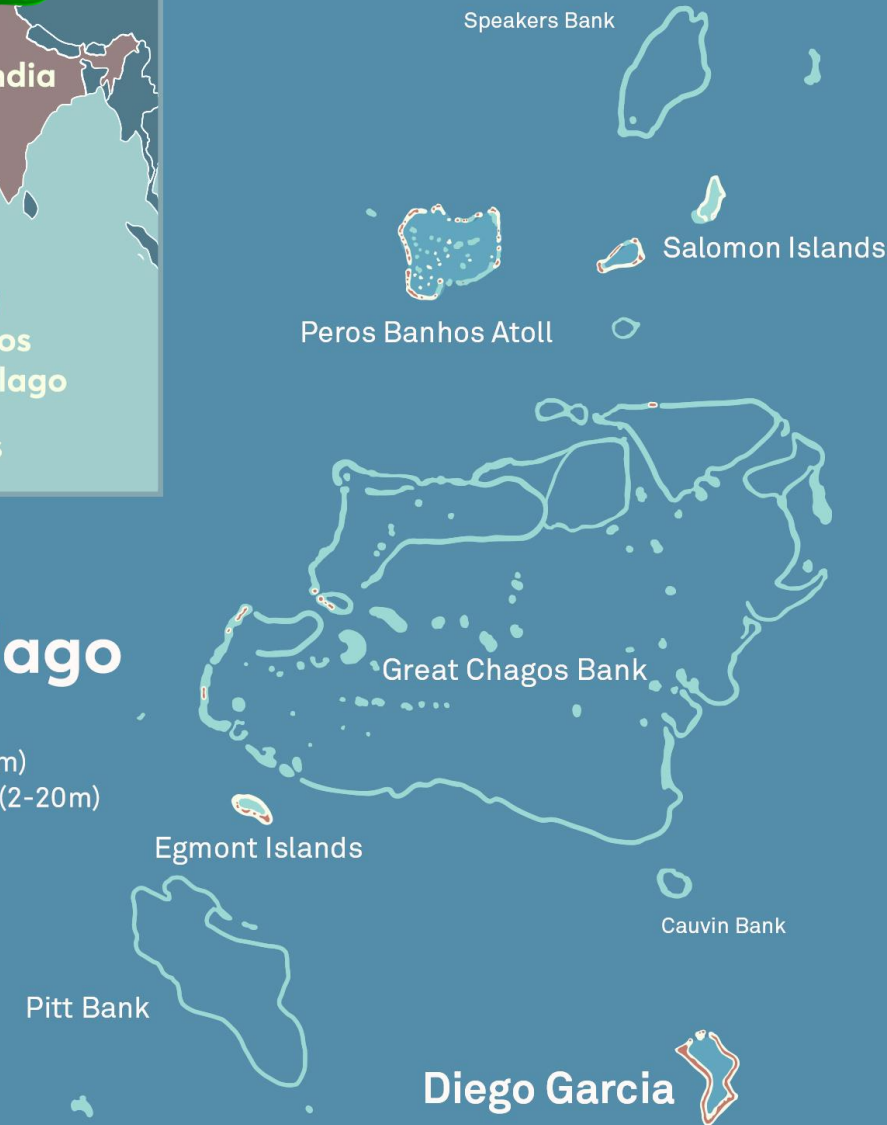 Speakers Bank
ndia
Salomon Islands
Peros Banhos Atoll
os
lago
s
ago
Great Chagos Bank
m)
(2-20m)
Egmont Islands
Cauvin Bank
Pitt Bank
Diego Garcia